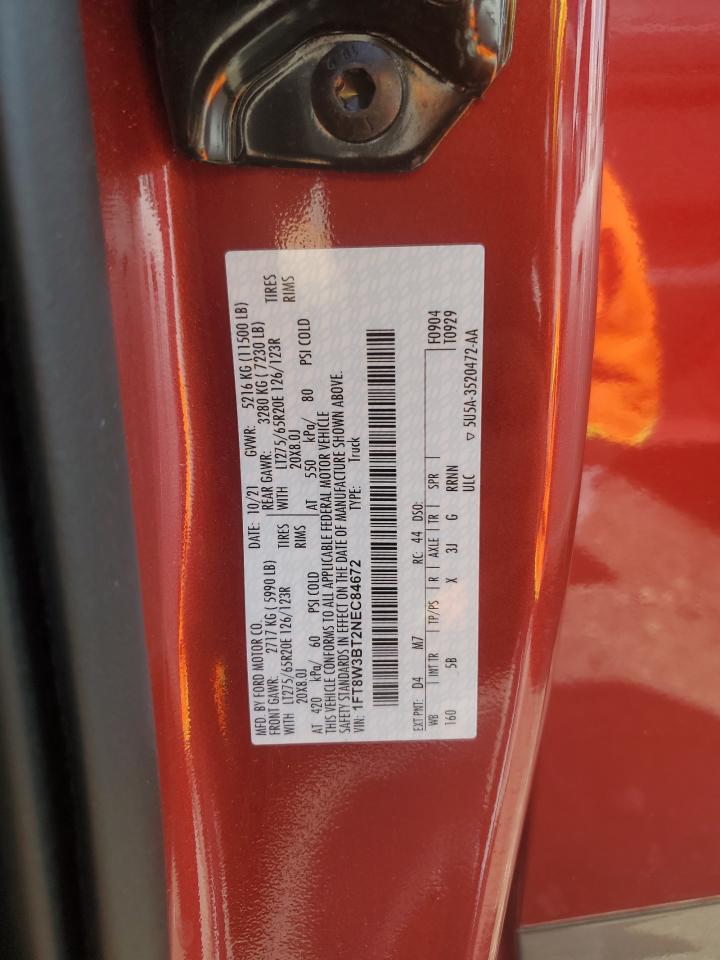 MFD. BY FORD MOTOR CO.
DATE: 10/21 GVWR: 5216 KG (11500 LB)
FRONT GAWR: 2717 KG ( 5990 LB) REAR GAWR: 3280 KG ( 7230 LB)
WITH LT275/65R20E 126/123R TIRES WITH LT275/65R20E 126/123R TIRES
20X8.0J RIMS 20X8.0J RIMS
AT 420 kPa/ 60 PSI COLD AT 550 kPa/ 80 PSI COLD
THIS VEHICLE CONFORMS TO ALL APPLICABLE FEDERAL MOTOR VEHICLE
SAFETY STANDARDS IN EFFECT ON THE DATE OF MANUFACTURE SHOWN ABOVE.
VIN: 1FT8W3BT2NEC84672 TYPE: Truck
EXT PNT: D4 M7 RC: 44 DSO: F0904
WB INT TR TP/PS R AXLE TR SPR T0929
160 5B X 3J G RRNN
ULC ▽ 5U5A-3520472-AA